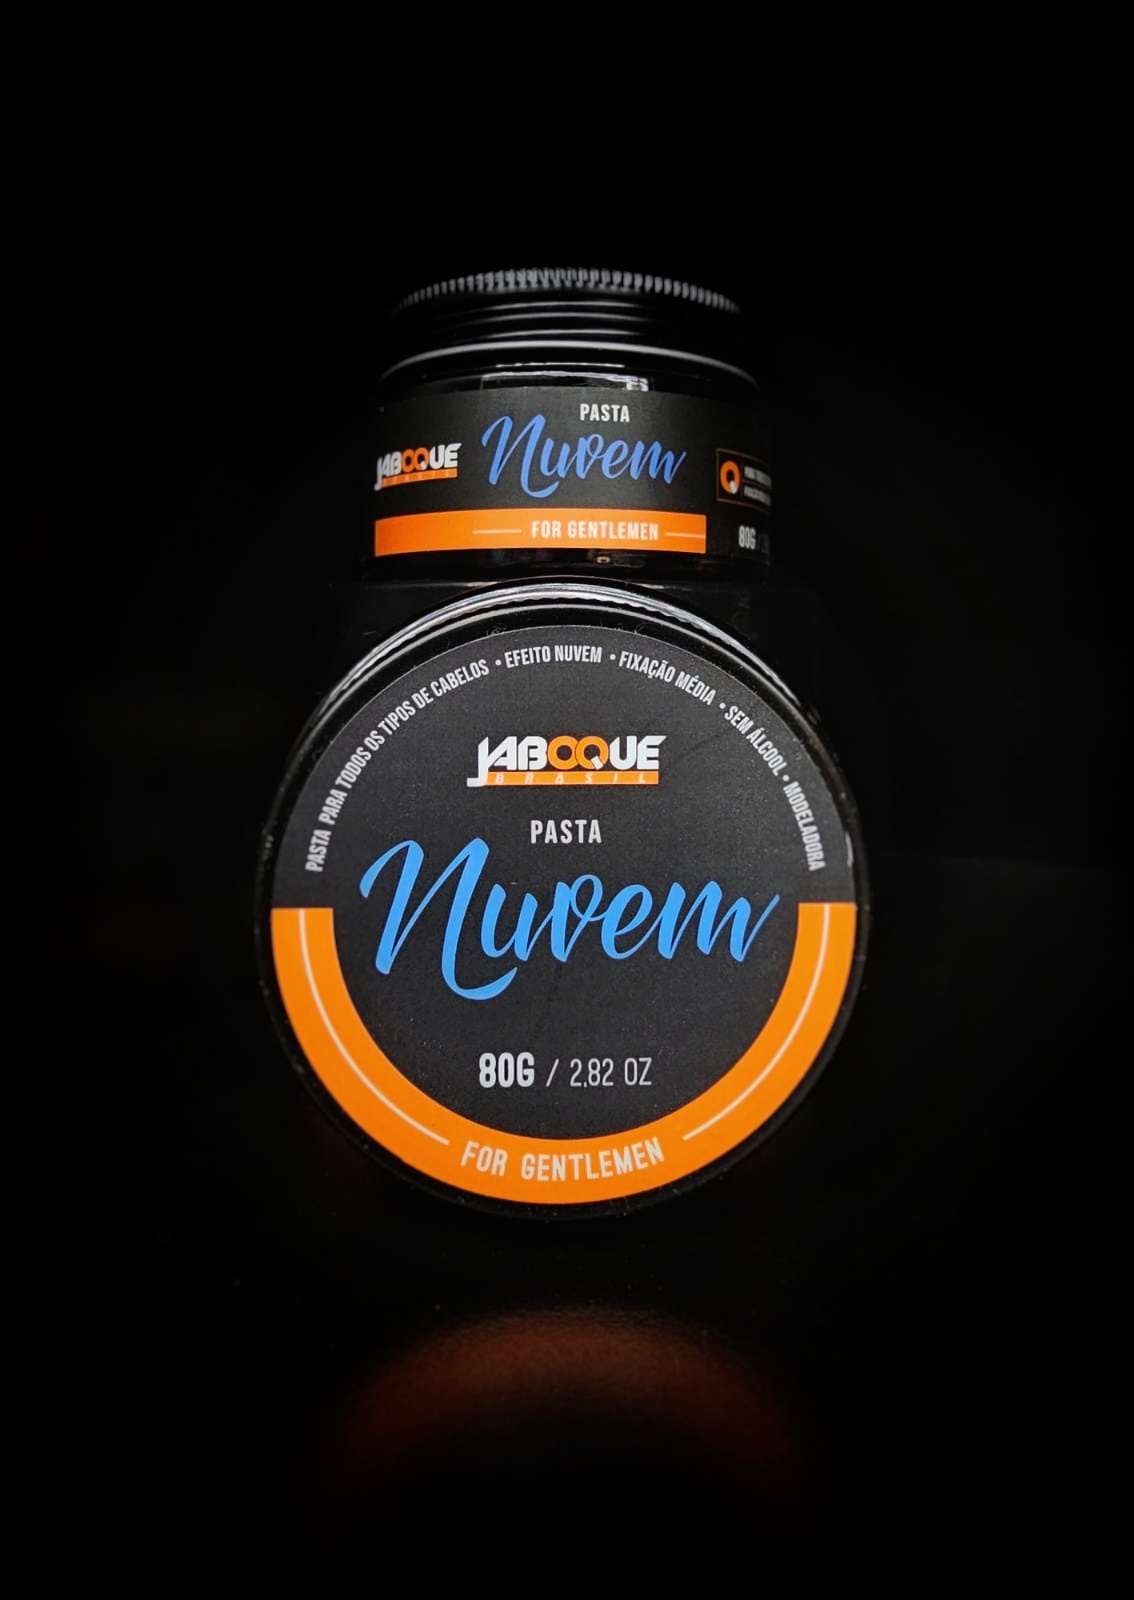 PASTA
Nuvem
JABOQUE
BRASIL
FOR GENTLEMEN
80G
PASTA PARA TODOS OS TIPOS DE CABELOS • EFEITO NUVEM • FIXAÇÃO MÉDIA • SEM ÁLCOOL • MODELADORA
JABOQUE
BRASIL
PASTA
Nuvem
80G / 2,82 OZ
FOR GENTLEMEN